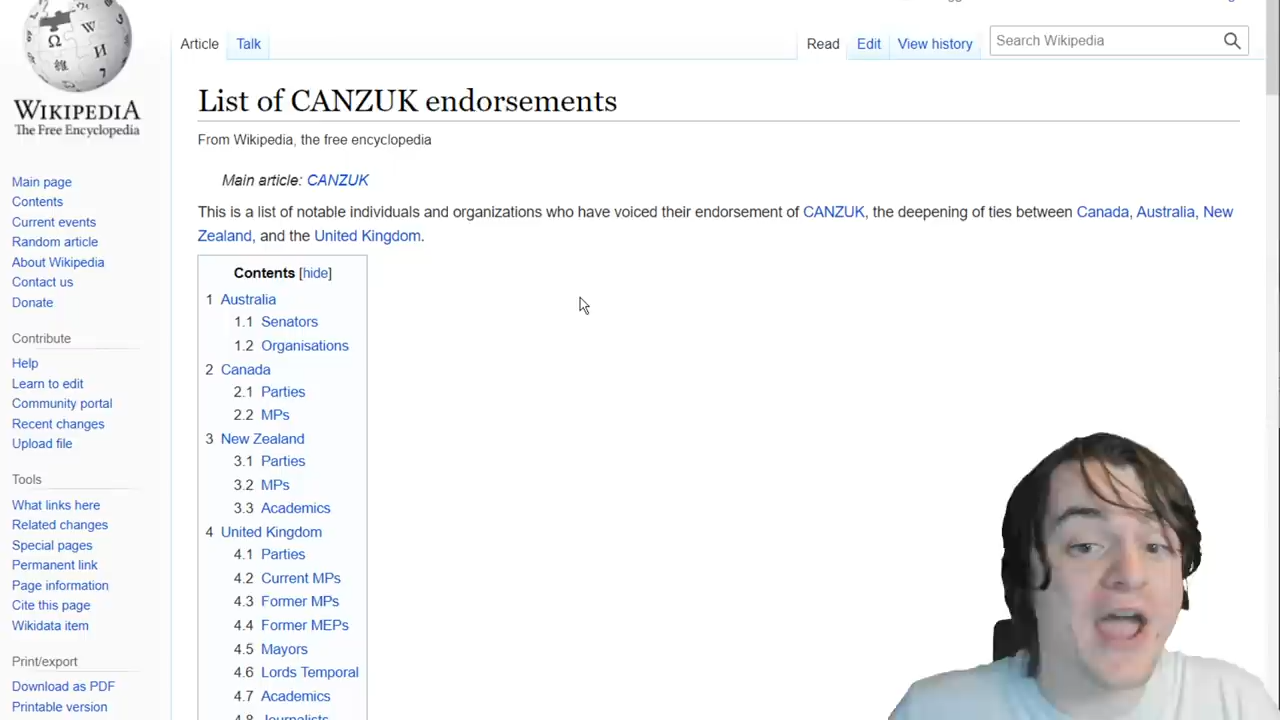 WIKIPEDIA
The Free Encyclopedia
Main page
Contents
Current events
Random article
About Wikipedia
Contact us
Donate
Contribute
Help
Learn to edit
Community portal
Recent changes
Upload file
Tools
What links here
Related changes
Special pages
Permanent link
Page information
Cite this page
Wikidata item
Print/export
Download as PDF
Printable version
Article Talk
Read Edit View history Search Wikipedia
List of CANZUK endorsements
From Wikipedia, the free encyclopedia
Main article: CANZUK
This is a list of notable individuals and organizations who have voiced their endorsement of CANZUK, the deepening of ties between Canada, Australia, New
Zealand, and the United Kingdom.
Contents [hide]
1 Australia
1.1 Senators
1.2 Organisations
2 Canada
2.1 Parties
2.2 MPs
3 New Zealand
3.1 Parties
3.2 MPs
3.3 Academics
4 United Kingdom
4.1 Parties
4.2 Current MPs
4.3 Former MPs
4.4 Former MEPs
4.5 Mayors
4.6 Lords Temporal
4.7 Academics
4.8 Journalists